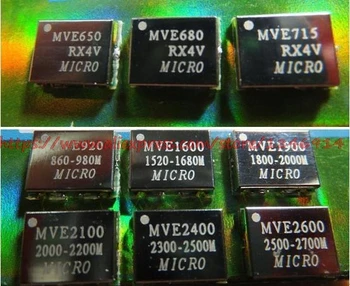 MVE650
RX4V
MICRO
MVE680
RX4V
MICRO
MVE715
RX4V
MICRO
MVE920
860-980M
MICRO
MVE1600
1520-1680M
MICRO
MVE1900
1800-2000M
MICRO
MVE2100
2000-2200M
MICRO
MVE2400
2300-2500M
MICRO
MVE2600
2500-2700M
MICRO